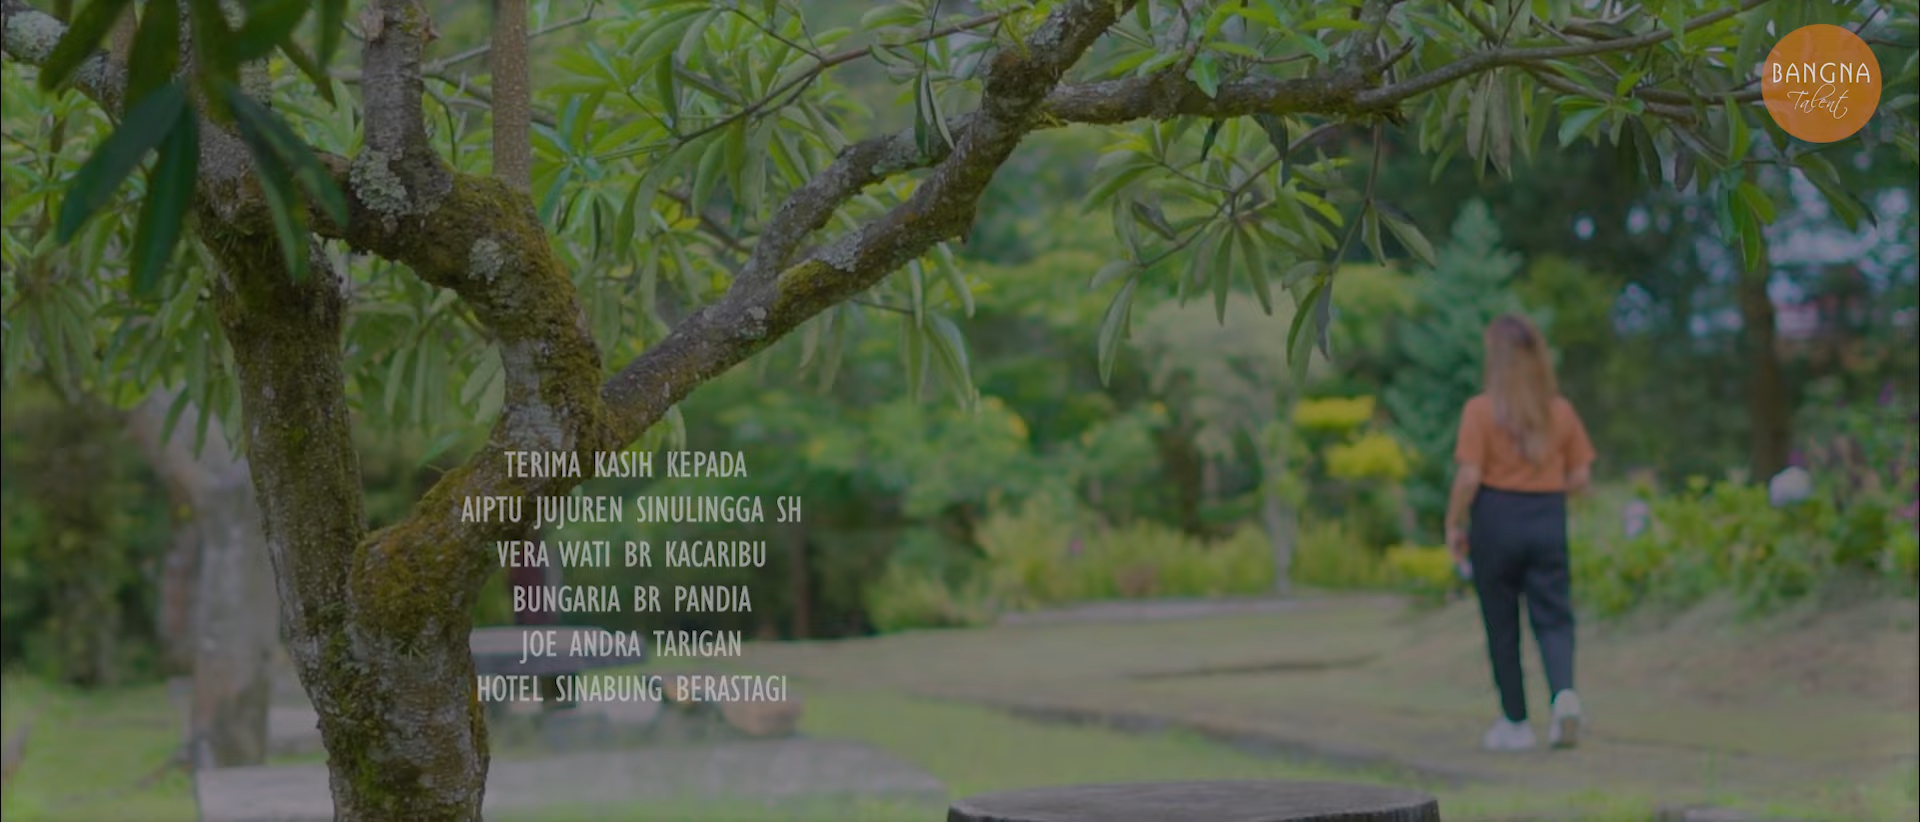 BANGNA
Talent
TERIMA KASIH KEPADA
AIPTU JUJUREN SINULINGGA SH
VERA WATI BR KACARIBU
BUNGARIA BR PANDIA
JOE ANDRA TARIGAN
HOTEL SINABUNG BERASTAGI